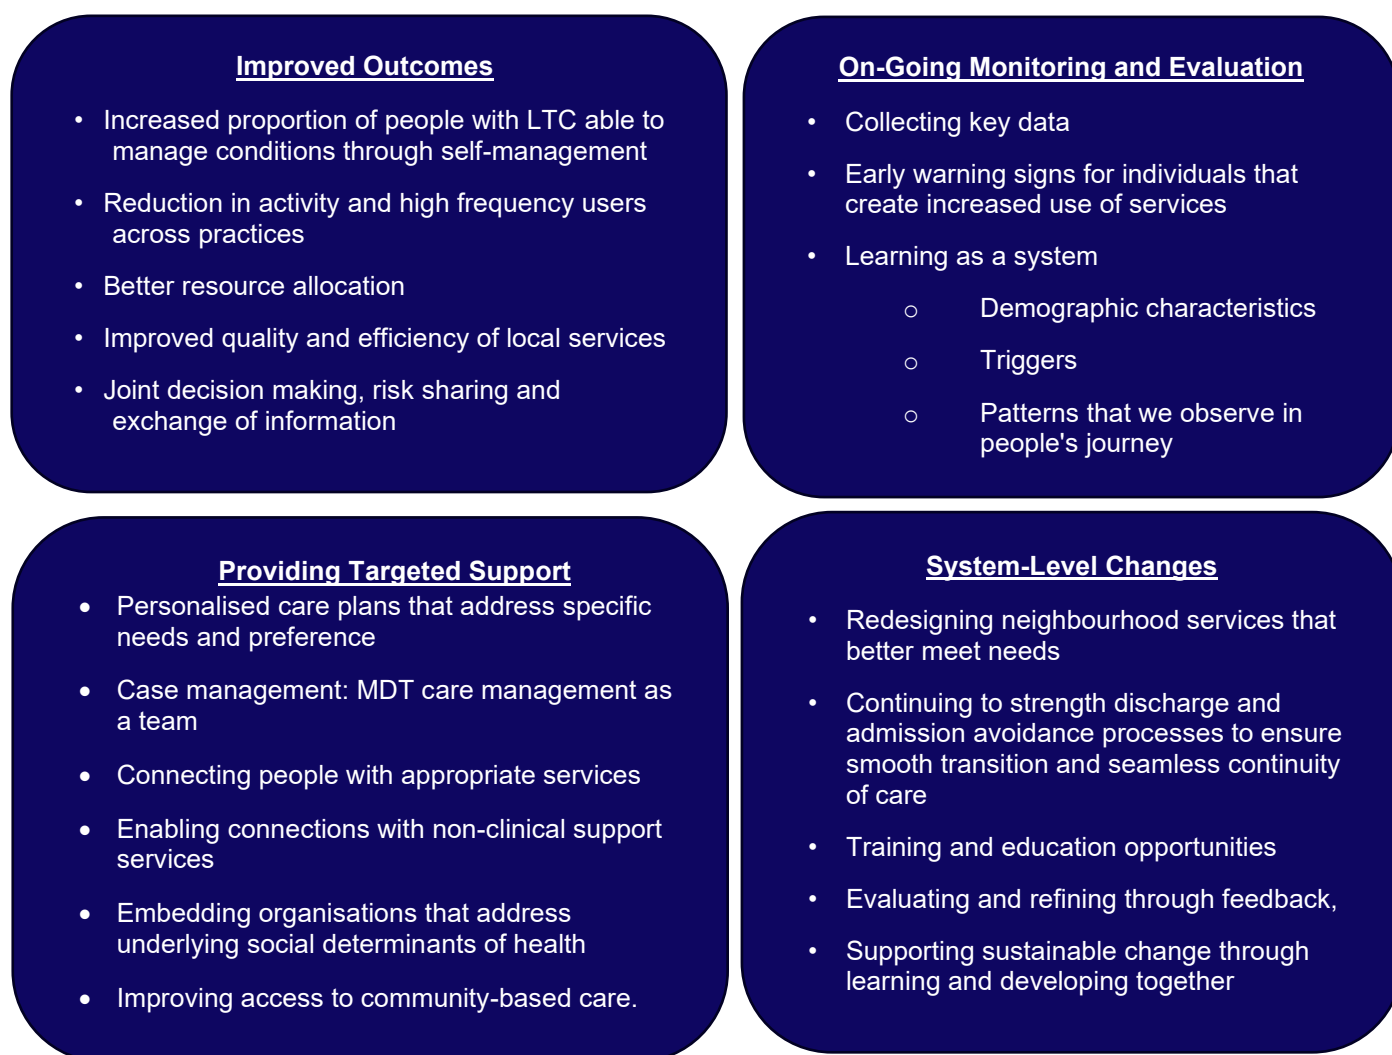 Improved Outcomes
• Increased proportion of people with LTC able to
manage conditions through self-management
• Reduction in activity and high frequency users
across practices
• Better resource allocation
• Improved quality and efficiency of local services
• Joint decision making, risk sharing and
exchange of information
On-Going Monitoring and Evaluation
• Collecting key data
• Early warning signs for individuals that
create increased use of services
• Learning as a system
o Demographic characteristics
o Triggers
o Patterns that we observe in
people's journey
Providing Targeted Support
• Personalised care plans that address specific
needs and preference
• Case management: MDT care management as
a team
• Connecting people with appropriate services
• Enabling connections with non-clinical support
services
• Embedding organisations that address
underlying social determinants of health
• Improving access to community-based care.
System-Level Changes
• Redesigning neighbourhood services that
better meet needs
• Continuing to strength discharge and
admission avoidance processes to ensure
smooth transition and seamless continuity
of care
• Training and education opportunities
• Evaluating and refining through feedback,
• Supporting sustainable change through
learning and developing together